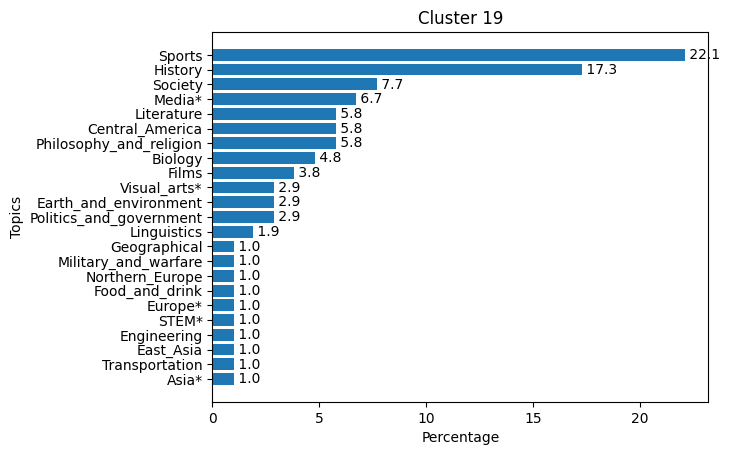 Cluster 19
Topics
Sports 22.1
History 17.3
Society 7.7
Media* 6.7
Literature 5.8
Central_America 5.8
Philosophy_and_religion 5.8
Biology 4.8
Films 3.8
Visual_arts* 2.9
Earth_and_environment 2.9
Politics_and_government 2.9
Linguistics 1.9
Geographical 1.0
Military_and_warfare 1.0
Northern_Europe 1.0
Food_and_drink 1.0
Europe* 1.0
STEM* 1.0
Engineering 1.0
East_Asia 1.0
Transportation 1.0
Asia* 1.0
0 5 10 15 20
Percentage